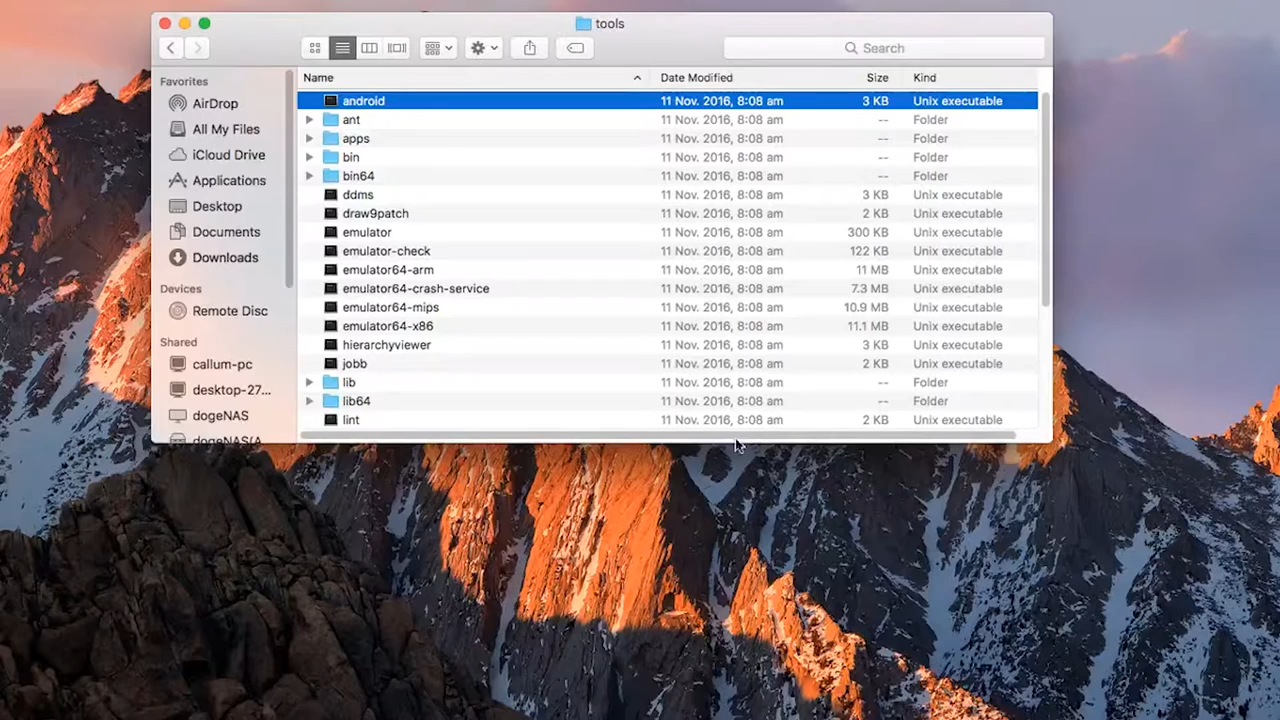 tools
Search
Favorites
AirDrop
All My Files
iCloud Drive
Applications
Desktop
Documents
Downloads
Devices
Remote Disc
Shared
callum-pc
desktop-27...
dogeNAS
dogeNAS(A
Name Date Modified Size Kind
android 11 Nov. 2016, 8:08 am 3 KB Unix executable
ant 11 Nov. 2016, 8:08 am -- Folder
apps 11 Nov. 2016, 8:08 am -- Folder
bin 11 Nov. 2016, 8:08 am -- Folder
bin64 11 Nov. 2016, 8:08 am -- Folder
ddms 11 Nov. 2016, 8:08 am 3 KB Unix executable
draw9patch 11 Nov. 2016, 8:08 am 2 KB Unix executable
emulator 11 Nov. 2016, 8:08 am 300 KB Unix executable
emulator-check 11 Nov. 2016, 8:08 am 122 KB Unix executable
emulator64-arm 11 Nov. 2016, 8:08 am 11 MB Unix executable
emulator64-crash-service 11 Nov. 2016, 8:08 am 7.3 MB Unix executable
emulator64-mips 11 Nov. 2016, 8:08 am 10.9 MB Unix executable
emulator64-x86 11 Nov. 2016, 8:08 am 11.1 MB Unix executable
hierarchyviewer 11 Nov. 2016, 8:08 am 3 KB Unix executable
jobb 11 Nov. 2016, 8:08 am 2 KB Unix executable
lib 11 Nov. 2016, 8:08 am -- Folder
lib64 11 Nov. 2016, 8:08 am -- Folder
lint 11 Nov. 2016, 8:08 am 2 KB Unix executable